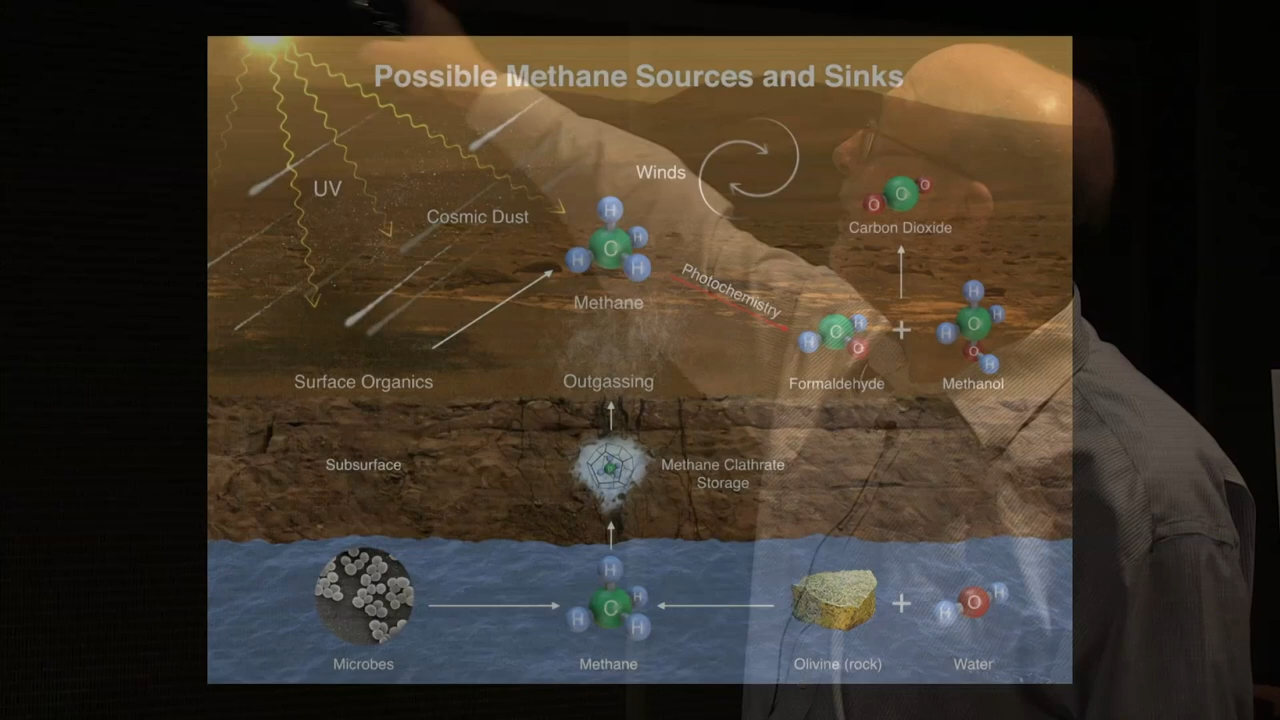 Possible Methane Sources and Sinks
UV
Cosmic Dust
Winds
H
H
C
H
H
Methane
Photochemistry
O
C
O
Carbon Dioxide
H
C
H
O
Formaldehyde
+
H
H
C
H
O
H
Methanol
Surface Organics
Outgassing
Subsurface
Methane Clathrate
Storage
Microbes
H
H
C
H
H
Methane
Olivine (rock)
+
H
O
H
Water